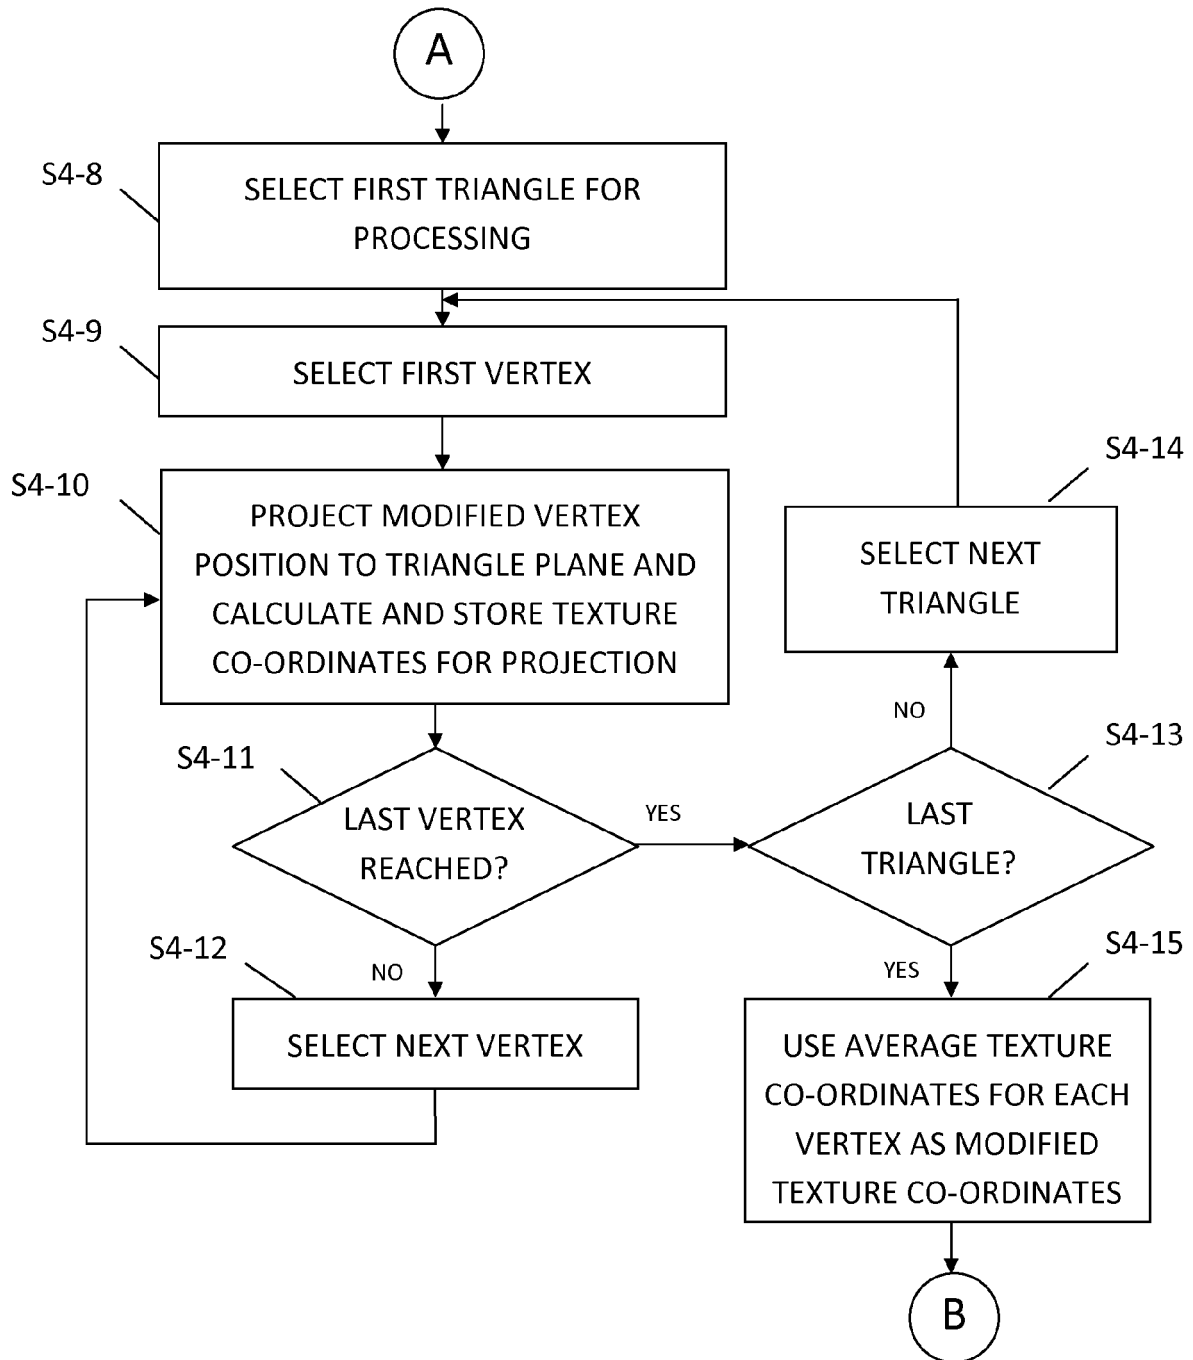 A
S4-8
SELECT FIRST TRIANGLE FOR
PROCESSING
S4-9
SELECT FIRST VERTEX
S4-10
PROJECT MODIFIED VERTEX
POSITION TO TRIANGLE PLANE AND
CALCULATE AND STORE TEXTURE
CO-ORDINATES FOR PROJECTION
S4-14
SELECT NEXT
TRIANGLE
NO
S4-11
LAST VERTEX
REACHED?
YES
S4-13
LAST
TRIANGLE?
S4-12
NO
SELECT NEXT VERTEX
YES
S4-15
USE AVERAGE TEXTURE
CO-ORDINATES FOR EACH
VERTEX AS MODIFIED
TEXTURE CO-ORDINATES
B